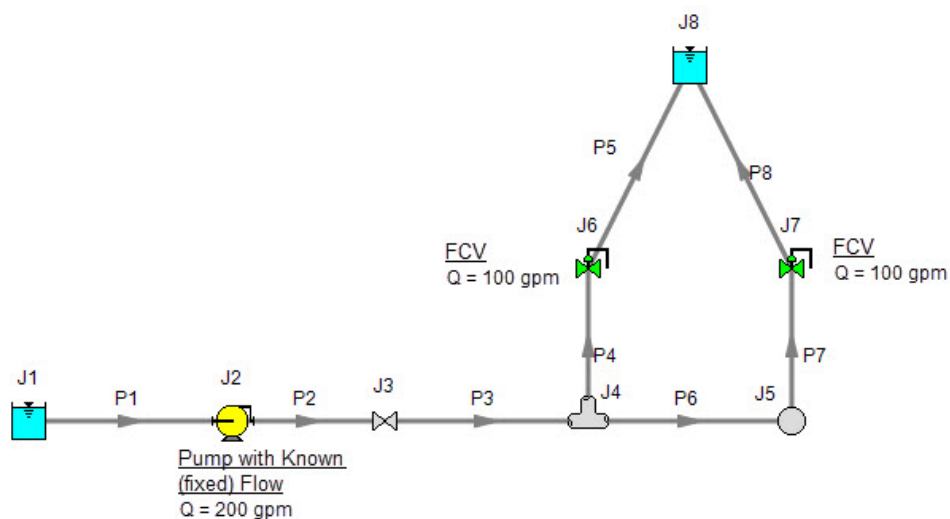 J8
P5
P8
J6
J7
FCV
Q = 100 gpm
FCV
Q = 100 gpm
P4
P7
J1
P1
J2
P2
J3
P3
J4
P6
J5
Pump with Known
(fixed) Flow
Q = 200 gpm